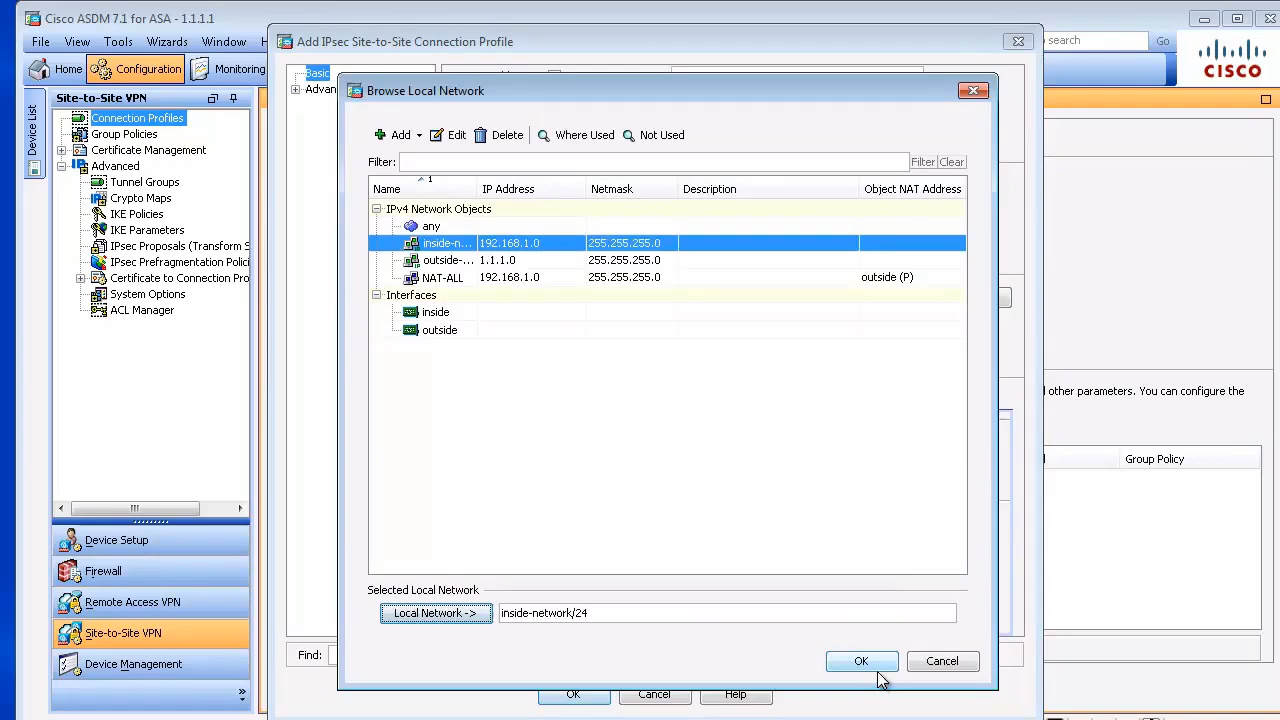 Cisco ASDM 7.1 for ASA - 1.1.1.1
File View Tools Wizards Window
search Go
Home Configuration Monitoring
CISCO
Device List
Site-to-Site VPN
Connection Profiles
Group Policies
Certificate Management
Advanced
Tunnel Groups
Crypto Maps
IKE Policies
IKE Parameters
IPsec Proposals (Transform S
IPsec Prefragmentation Polici
Certificate to Connection Pro
System Options
ACL Manager
Device Setup
Firewall
Remote Access VPN
Site-to-Site VPN
Device Management
Add IPsec Site-to-Site Connection Profile
Basic
Advan
Find:
OK Cancel Help
Browse Local Network
Add Edit Delete Where Used Not Used
Filter: Filter Clear
Name 1 IP Address Netmask Description Object NAT Address
IPv4 Network Objects
any
inside-n... 192.168.1.0 255.255.255.0
outside-... 1.1.1.0 255.255.255.0
NAT-ALL 192.168.1.0 255.255.255.0 outside (P)
Interfaces
inside
outside
Selected Local Network
Local Network -> inside-network/24
OK Cancel
other parameters. You can configure the
Group Policy